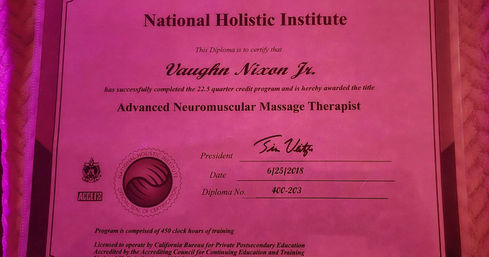 National Holistic Institute
This Diploma is to certify that
Vaughn Nixon Jr.
has successfully completed the 22.5 quarter credit program and is hereby awarded the title
Advanced Neuromuscular Massage Therapist
President
Date 6/25/2018
Diploma No. 400-203
ACCET
Program is comprised of 450 clock hours of training
Licensed to operate by California Bureau for Private Postsecondary Education
Accredited by the Accrediting Council for Continuing Education and Training